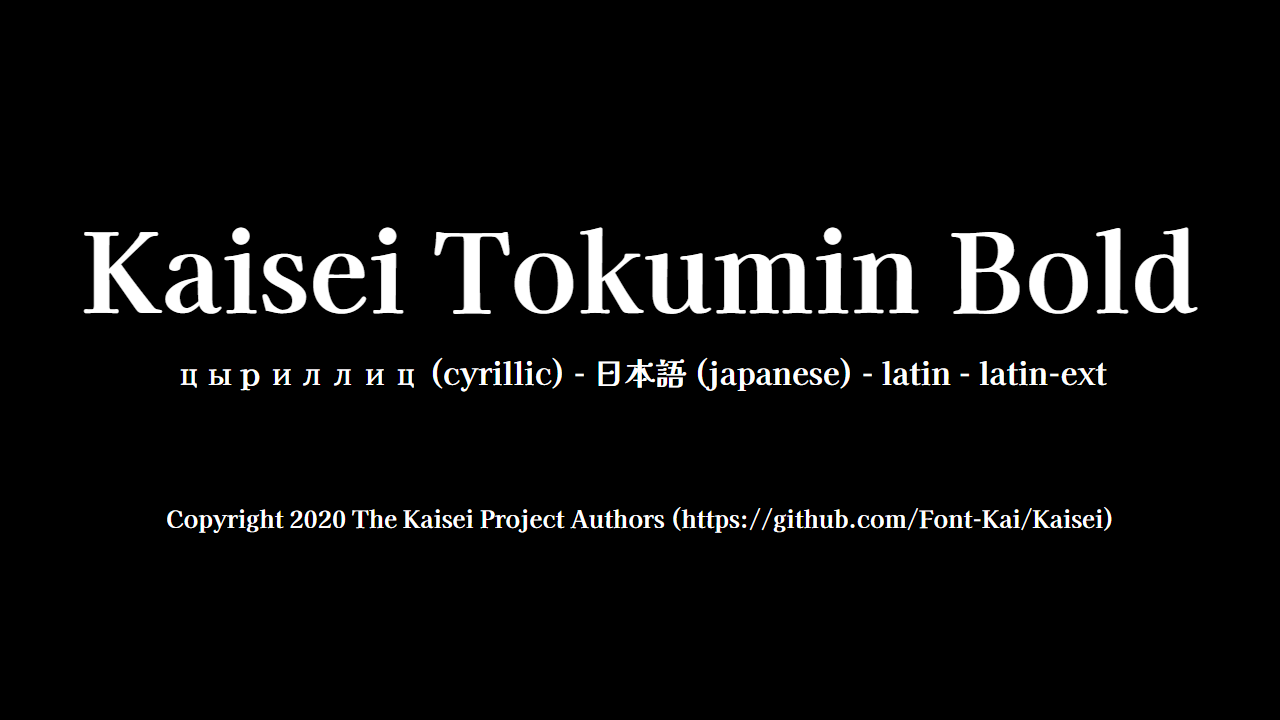 Kaisei Tokumin Bold
цыриллиц (cyrillic) - 日本語 (japanese) - latin - latin-ext
Copyright 2020 The Kaisei Project Authors (https://github.com/Font-Kai/Kaisei)